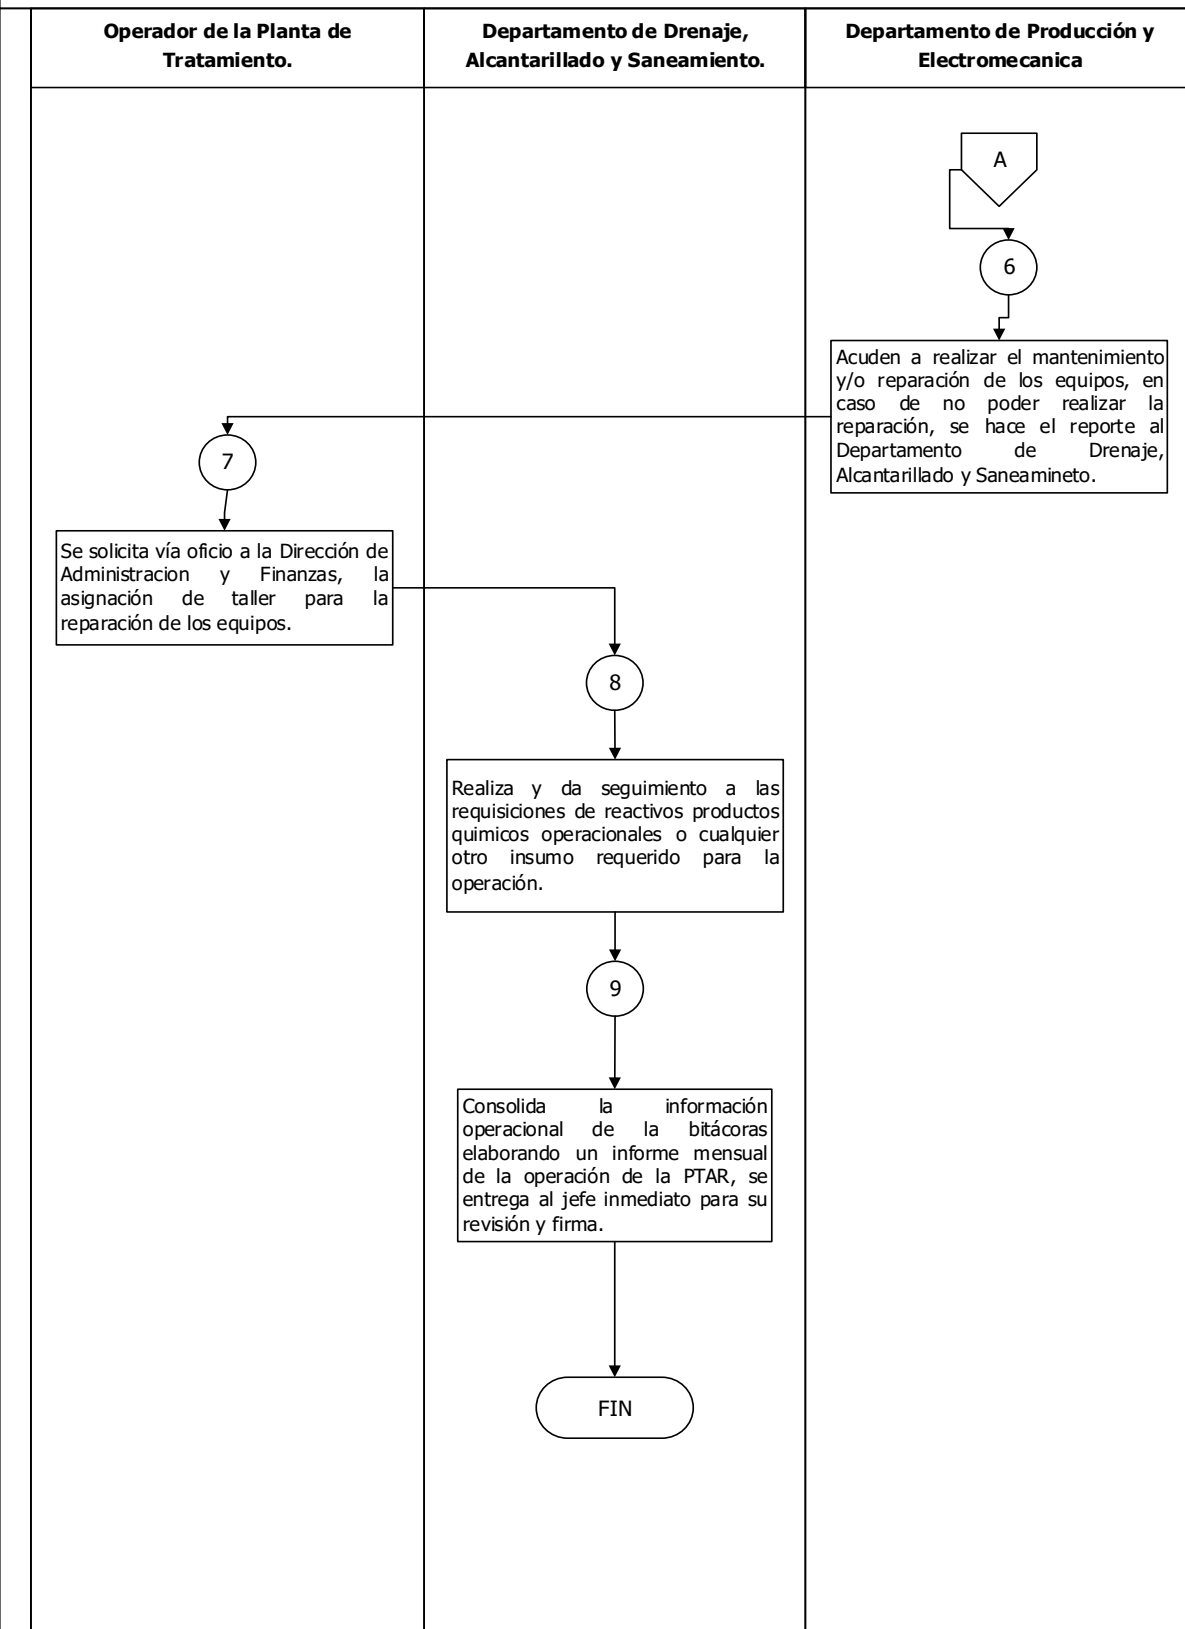 Operador de la Planta de
Tratamiento.
Departamento de Drenaje,
Alcantarillado y Saneamiento.
Departamento de Producción y
Electromecanica
A
6
Acuden a realizar el mantenimiento
y/o reparación de los equipos, en
caso de no poder realizar la
reparación, se hace el reporte al
Departamento de Drenaje,
Alcantarillado y Saneamineto.
7
Se solicita vía oficio a la Dirección de
Administracion y Finanzas, la
asignación de taller para la
reparación de los equipos.
8
Realiza y da seguimiento a las
requisiciones de reactivos productos
quimicos operacionales o cualquier
otro insumo requerido para la
operación.
9
Consolida la información
operacional de la bitácoras
elaborando un informe mensual
de la operación de la PTAR, se
entrega al jefe inmediato para su
revisión y firma.
FIN